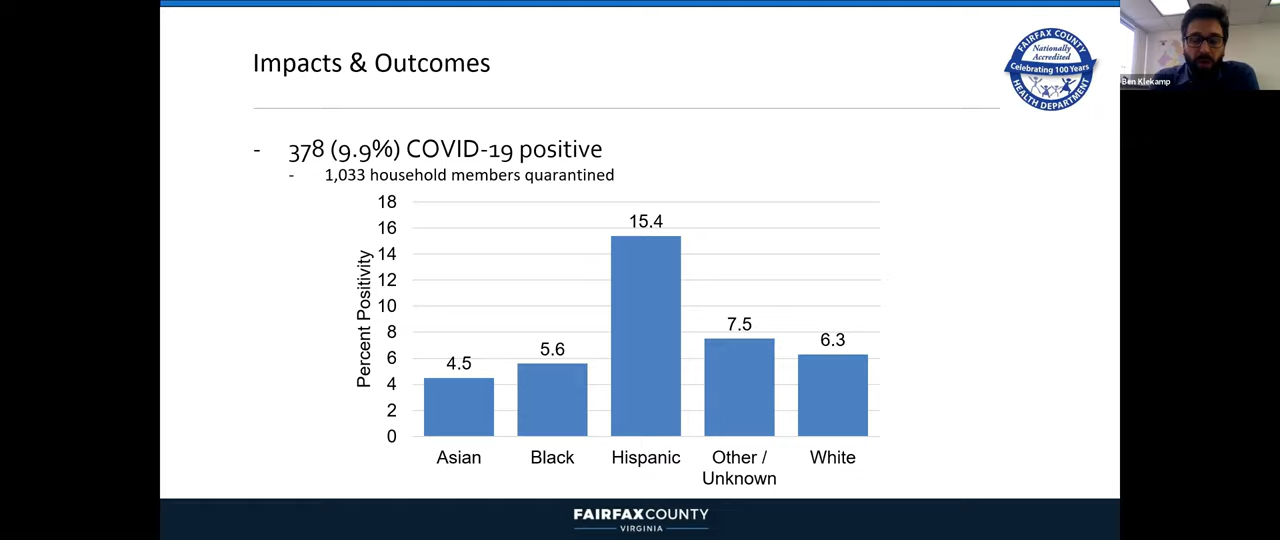 Impacts & Outcomes
FAIRFAX COUNTY
Nationally
Accredited
Celebrating 100 Years
HEALTH DEPARTMENT
Ben Klekamp
- 378 (9.9%) COVID-19 positive
- 1,033 household members quarantined
Percent Positivity
18
16
14
12
10
8
6
4
2
0
4.5
5.6
15.4
7.5
6.3
Asian
Black
Hispanic
Other /
Unknown
White
FAIRFAXCOUNTY
VIRGINIA